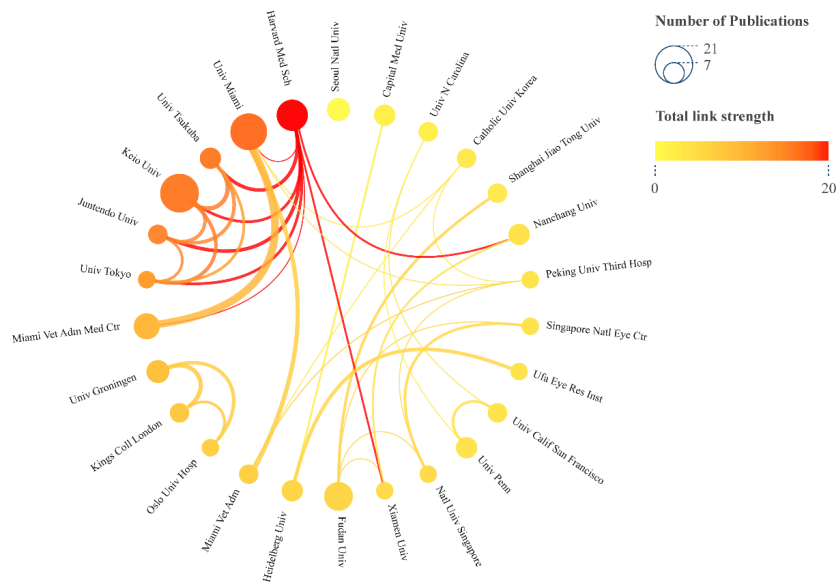 Number of Publications
21
7
Total link strength
0
20
Harvard Med Sch
Seoul Natl Univ
Capital Med Univ
Univ N Carolina
Catholic Univ Korea
Shanghai Jiao Tong Univ
Nanchang Univ
Peking Univ Third Hosp
Singapore Natl Eye Ctr
Ufa Eye Res Inst
Univ Calif San Francisco
Univ Penn
Natl Univ Singapore
Xiamen Univ
Fudan Univ
Heidelberg Univ
Miami Vet Adm
Oslo Univ Hosp
Kings Coll London
Univ Groningen
Miami Vet Adm Med Ctr
Univ Tokyo
Juntendo Univ
Keio Univ
Univ Tsukuba
Univ Miami